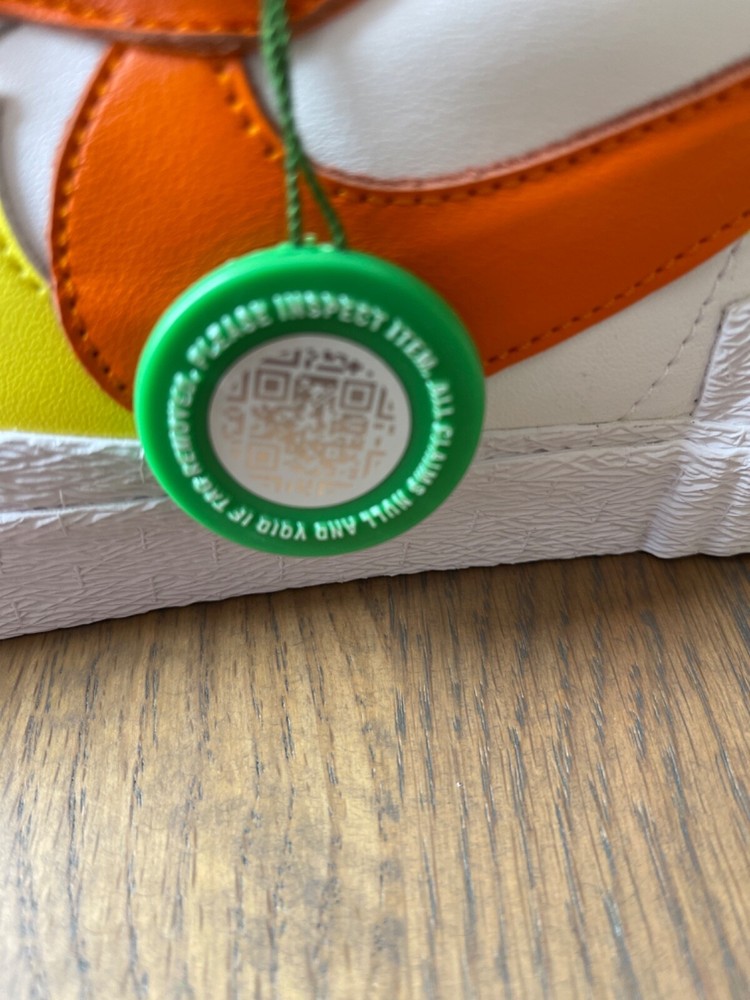 PLEASE INSPECT ITEM. ALL CLAIMS NULL AND VOID IF TAG REMOVED.